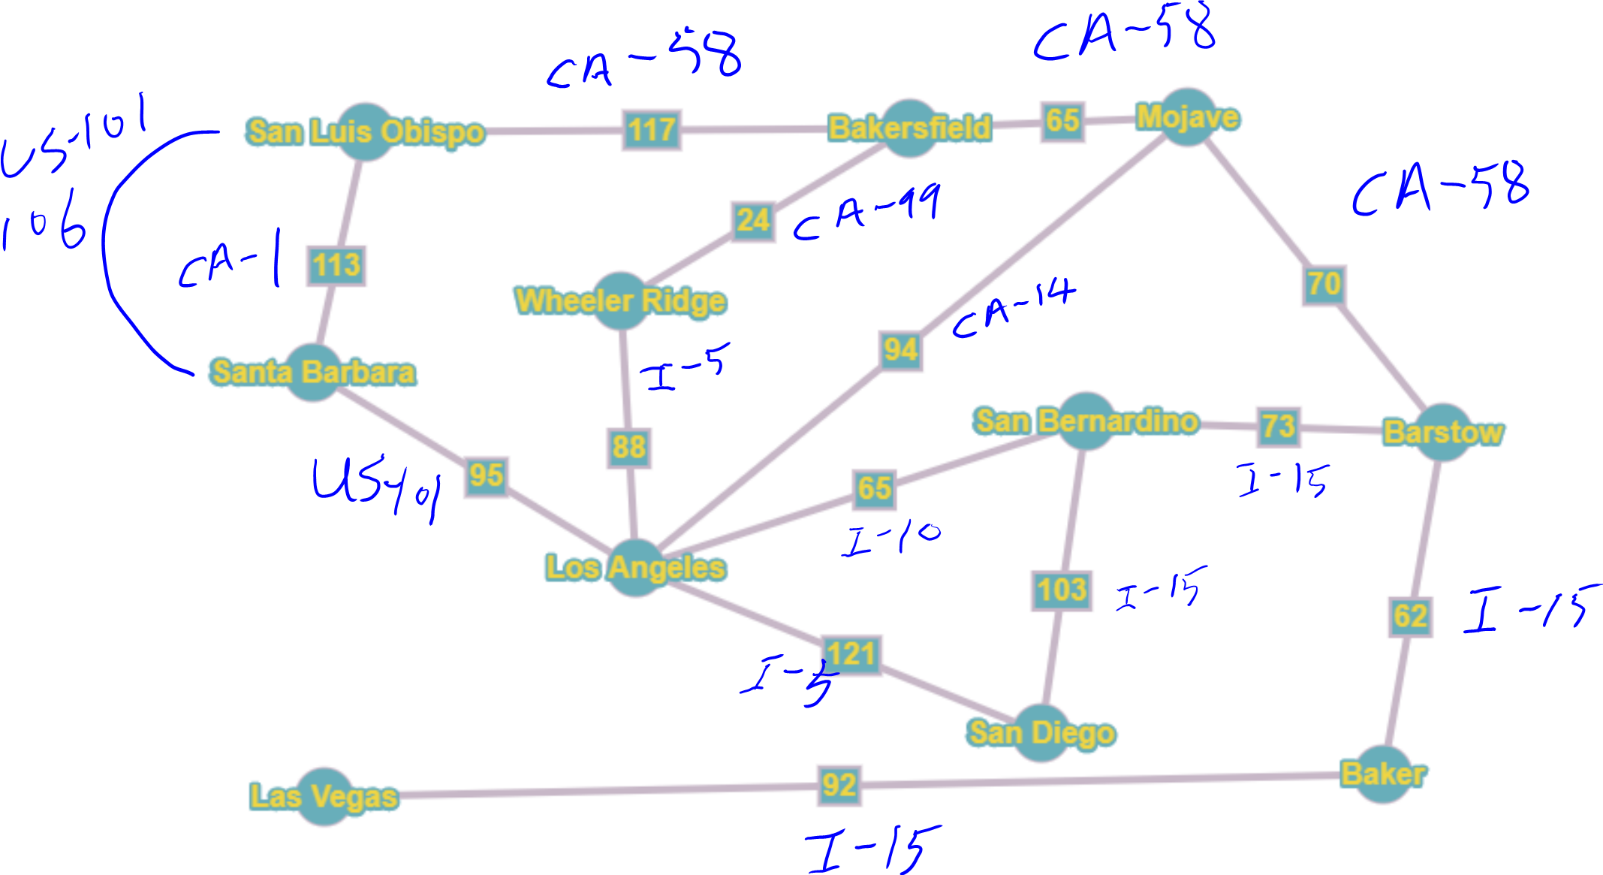 CA-58
CA-58
US-101
106
San Luis Obispo
117
Bakersfield
65
Mojave
CA-58
24
CA-99
CA-1
113
Wheeler Ridge
70
CA-14
94
I-5
Santa Barbara
San Bernardino
73
Barstow
88
US-101
95
65
I-15
I-10
Los Angeles
103
I-15
62
I-15
121
I-5
San Diego
Las Vegas
92
Baker
I-15